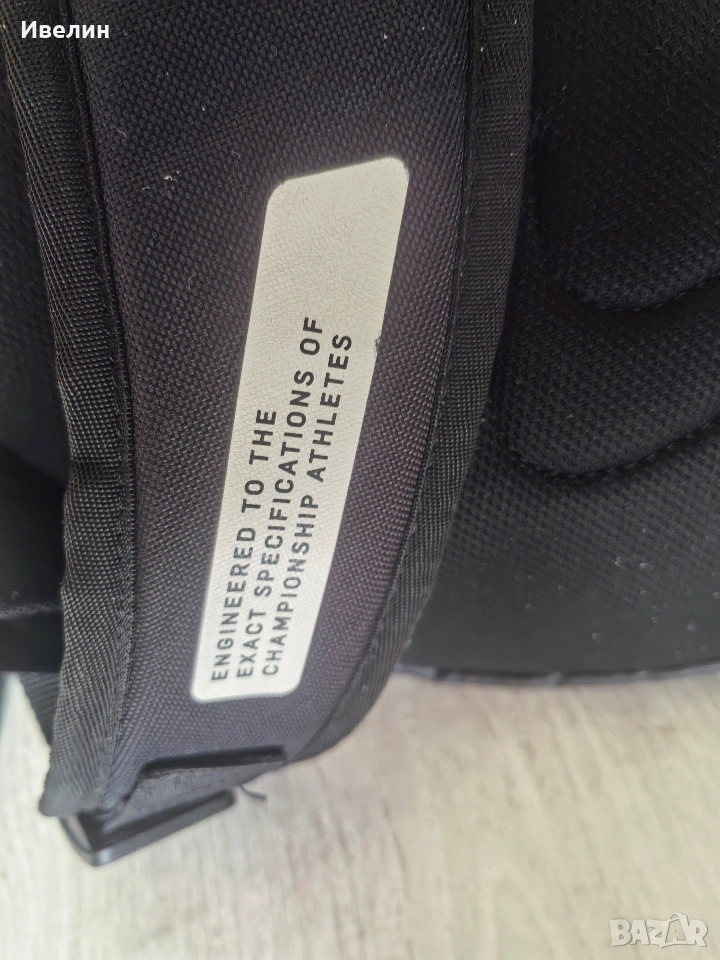 Ивелин
ENGINEERED TO THE
EXACT SPECIFICATIONS OF
CHAMPIONSHIP ATHLETES
BAZAR